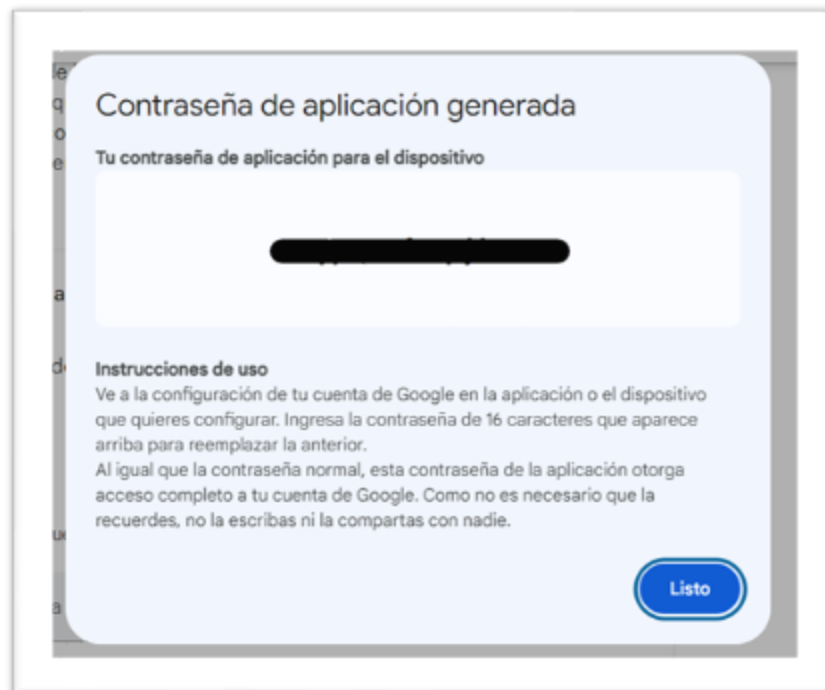 Contraseña de aplicación generada
Tu contraseña de aplicación para el dispositivo
Instrucciones de uso
Ve a la configuración de tu cuenta de Google en la aplicación o el dispositivo
que quieres configurar. Ingresa la contraseña de 16 caracteres que aparece
arriba para reemplazar la anterior.
Al igual que la contraseña normal, esta contraseña de la aplicación otorga
acceso completo a tu cuenta de Google. Como no es necesario que la
recuerdes, no la escribas ni la compartas con nadie.
Listo